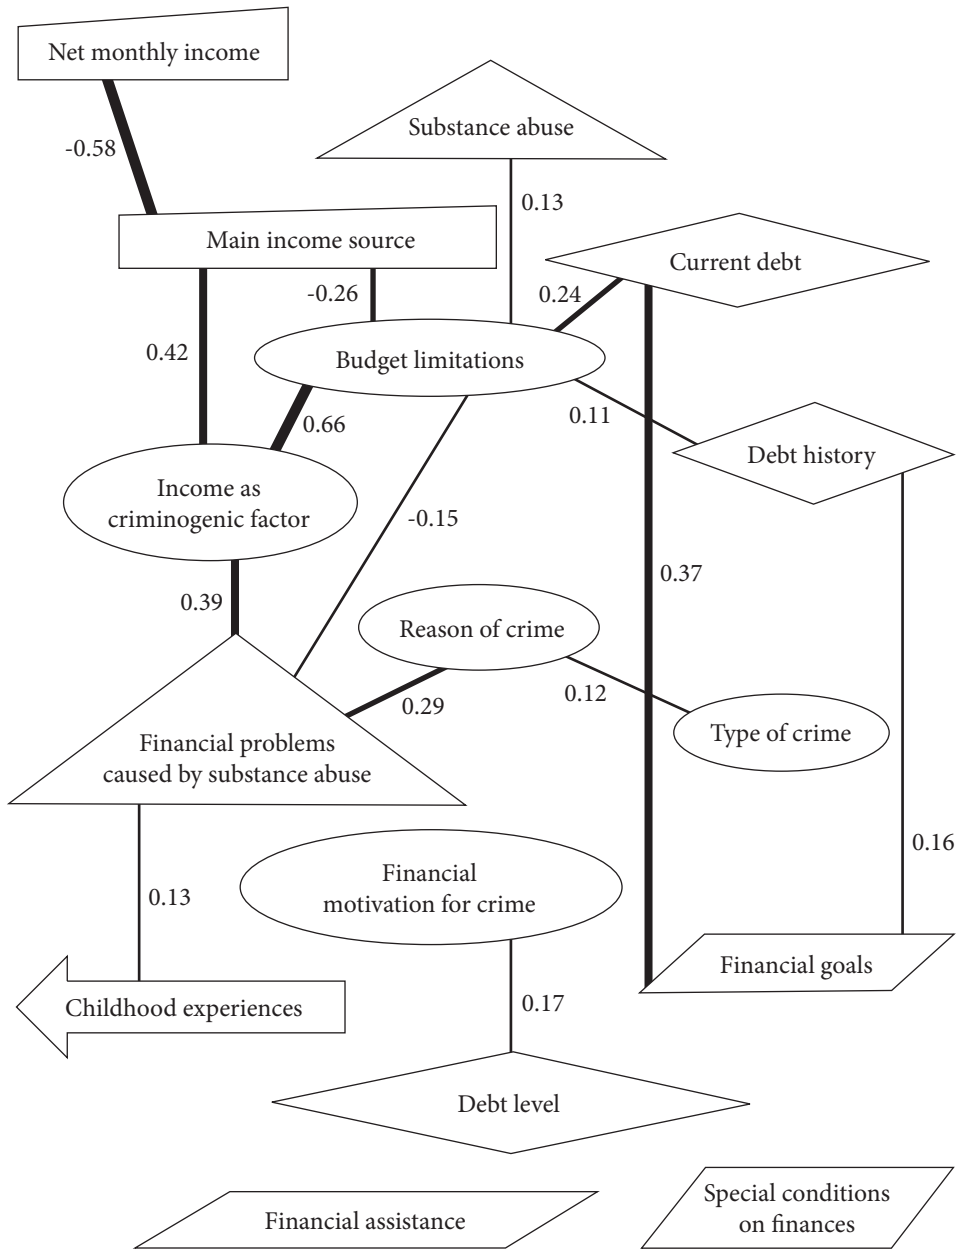 Net monthly income
Substance abuse
-0.58
0.13
Main income source
Current debt
-0.26
0.24
0.42
Budget limitations
0.11
0.66
Debt history
Income as
criminogenic factor
-0.15
0.37
0.39
Reason of crime
0.12
0.29
Type of crime
Financial problems
caused by substance abuse
0.16
Financial
motivation for crime
0.13
Financial goals
Childhood experiences
0.17
Debt level
Special conditions
on finances
Financial assistance